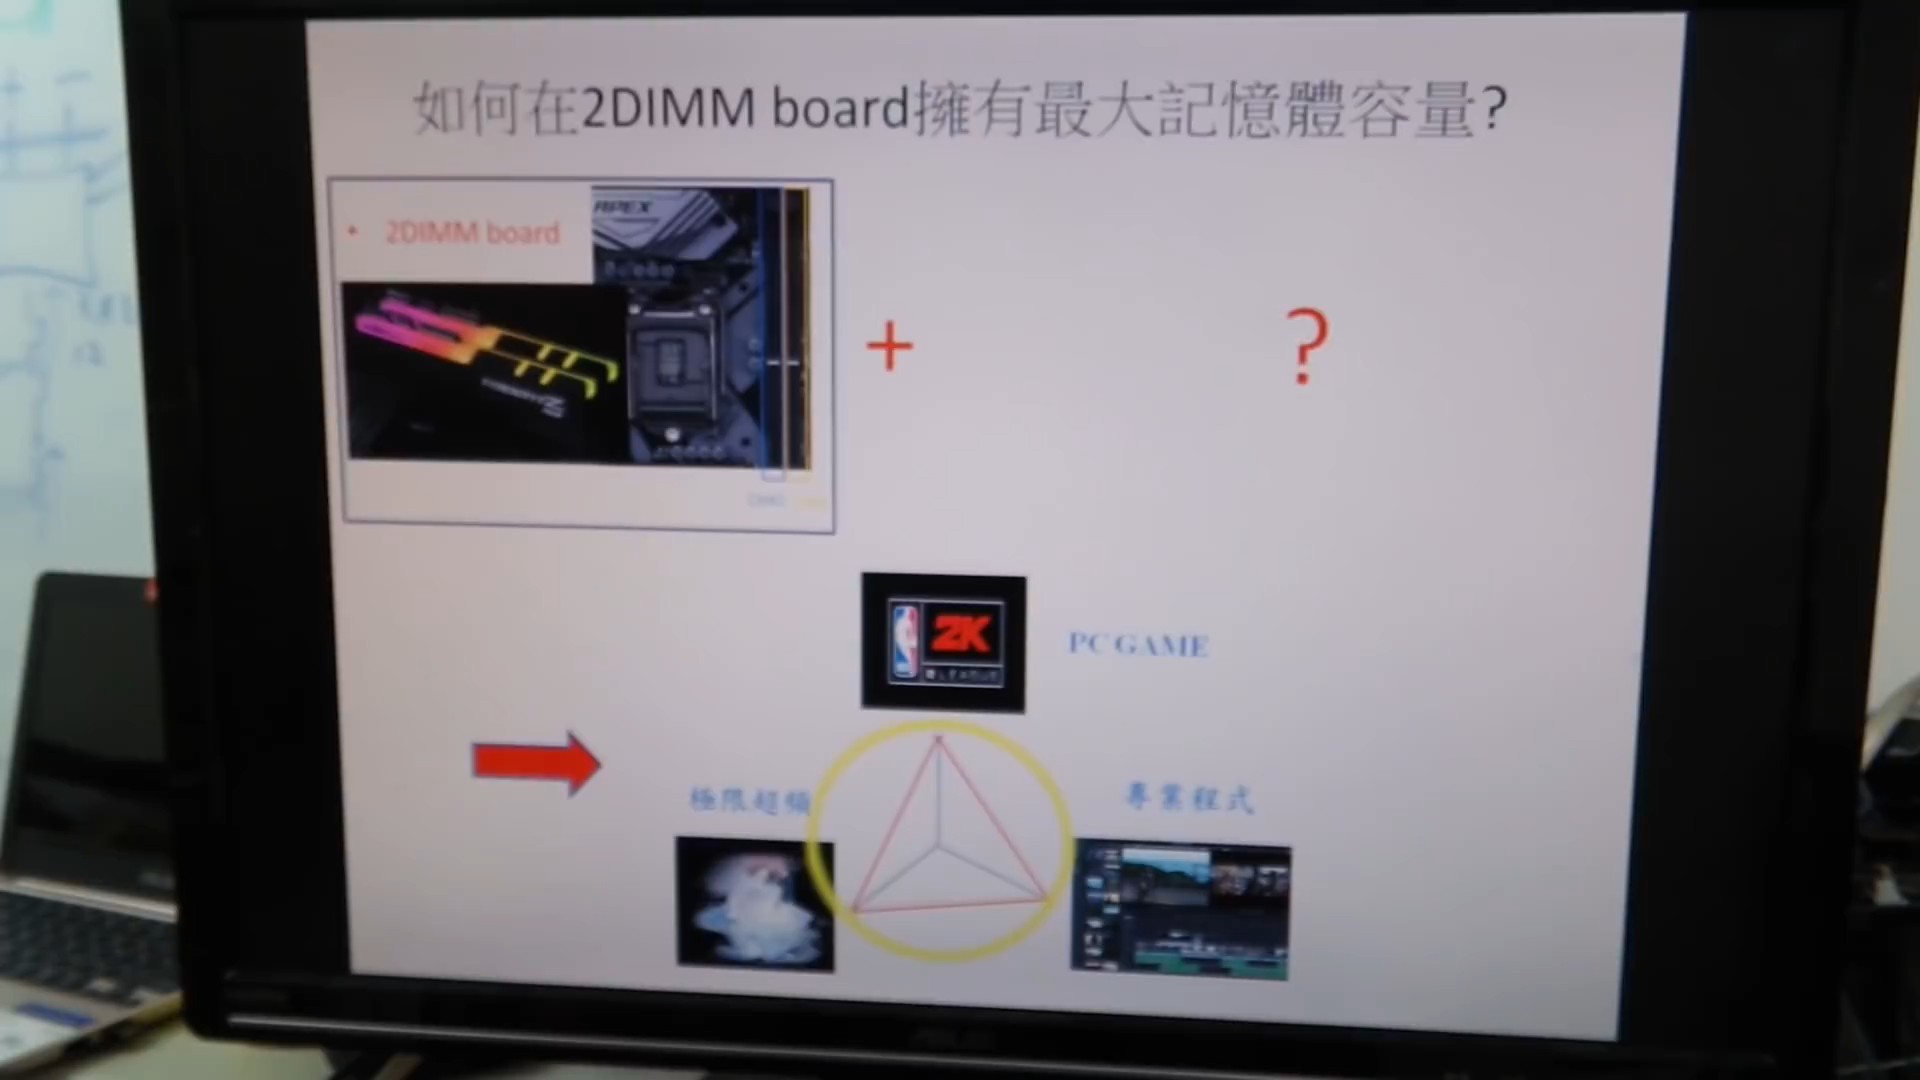 如何在2DIMM board擁有最大記憶體容量?
• 2DIMM board
APEX
+
?
2K
PC GAME
極限超頻
專業程式